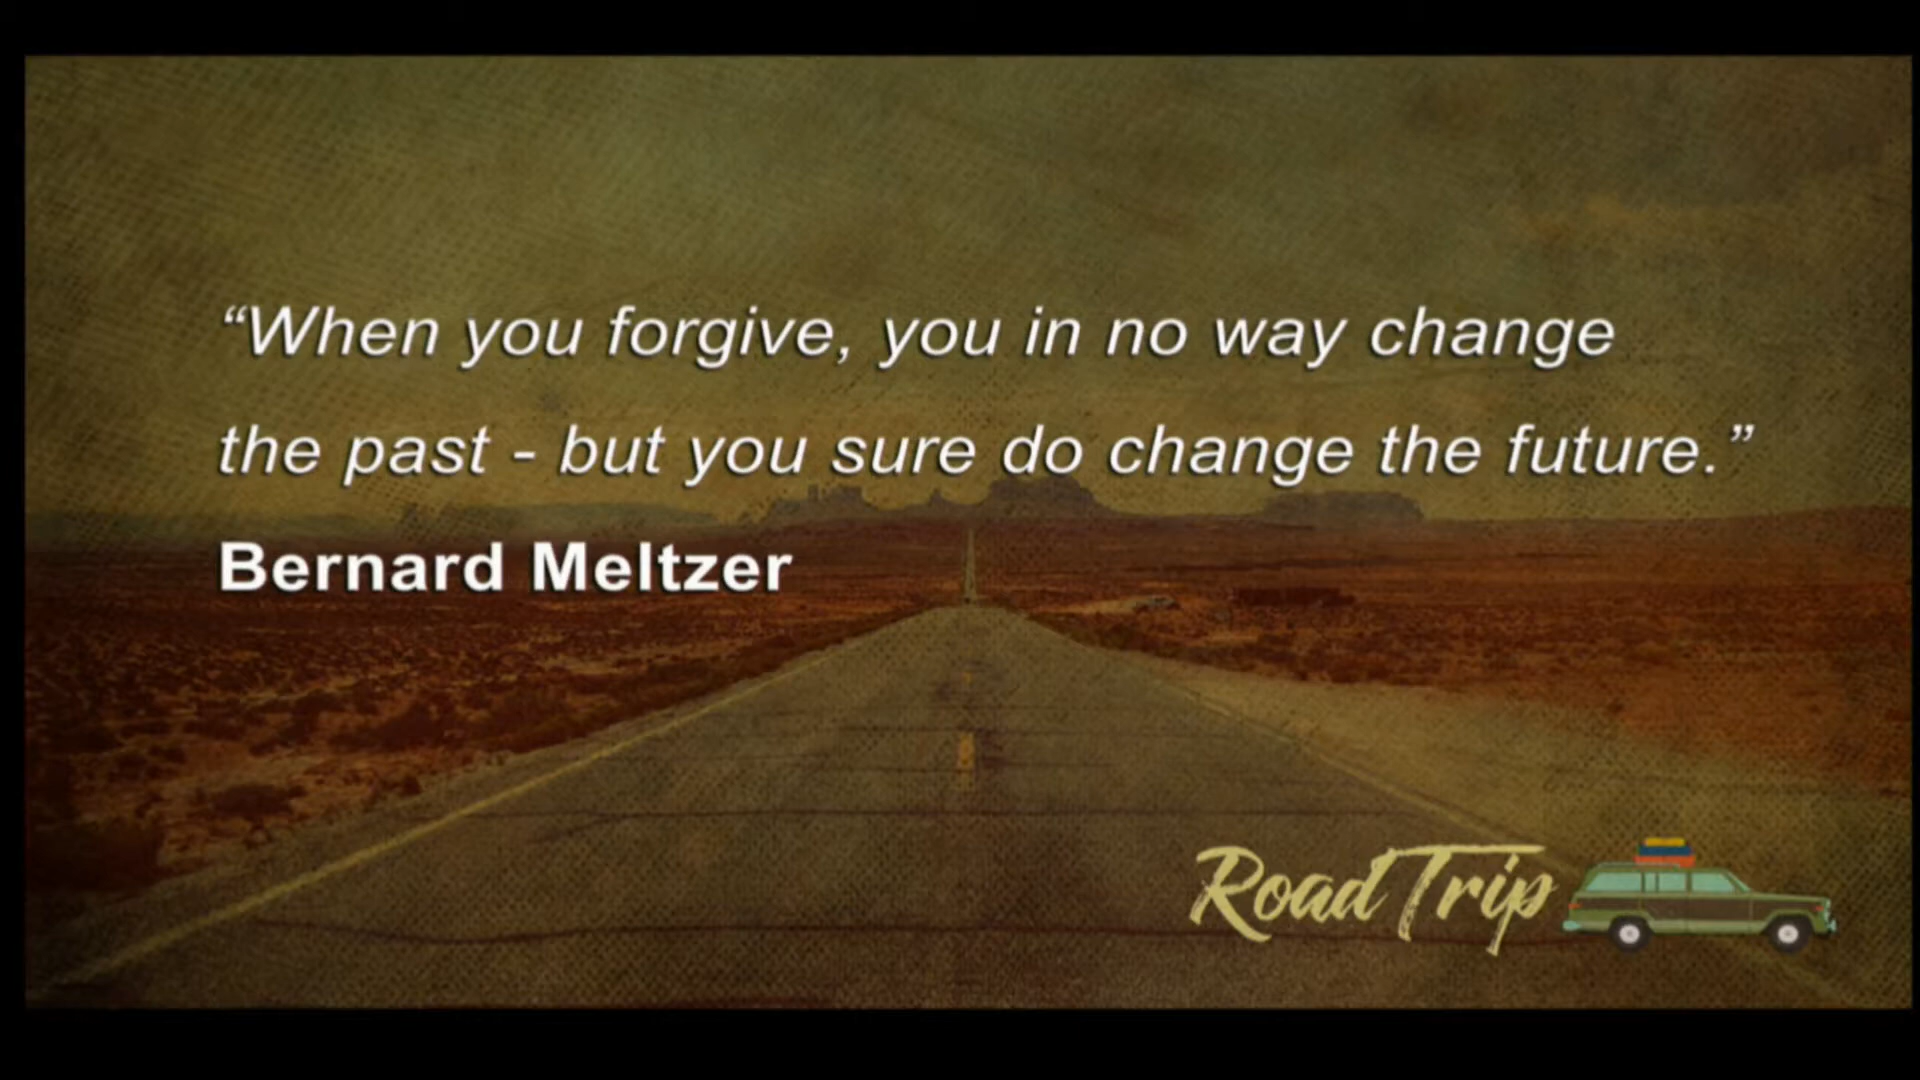 “When you forgive, you in no way change
the past - but you sure do change the future.”
Bernard Meltzer
Road Trip